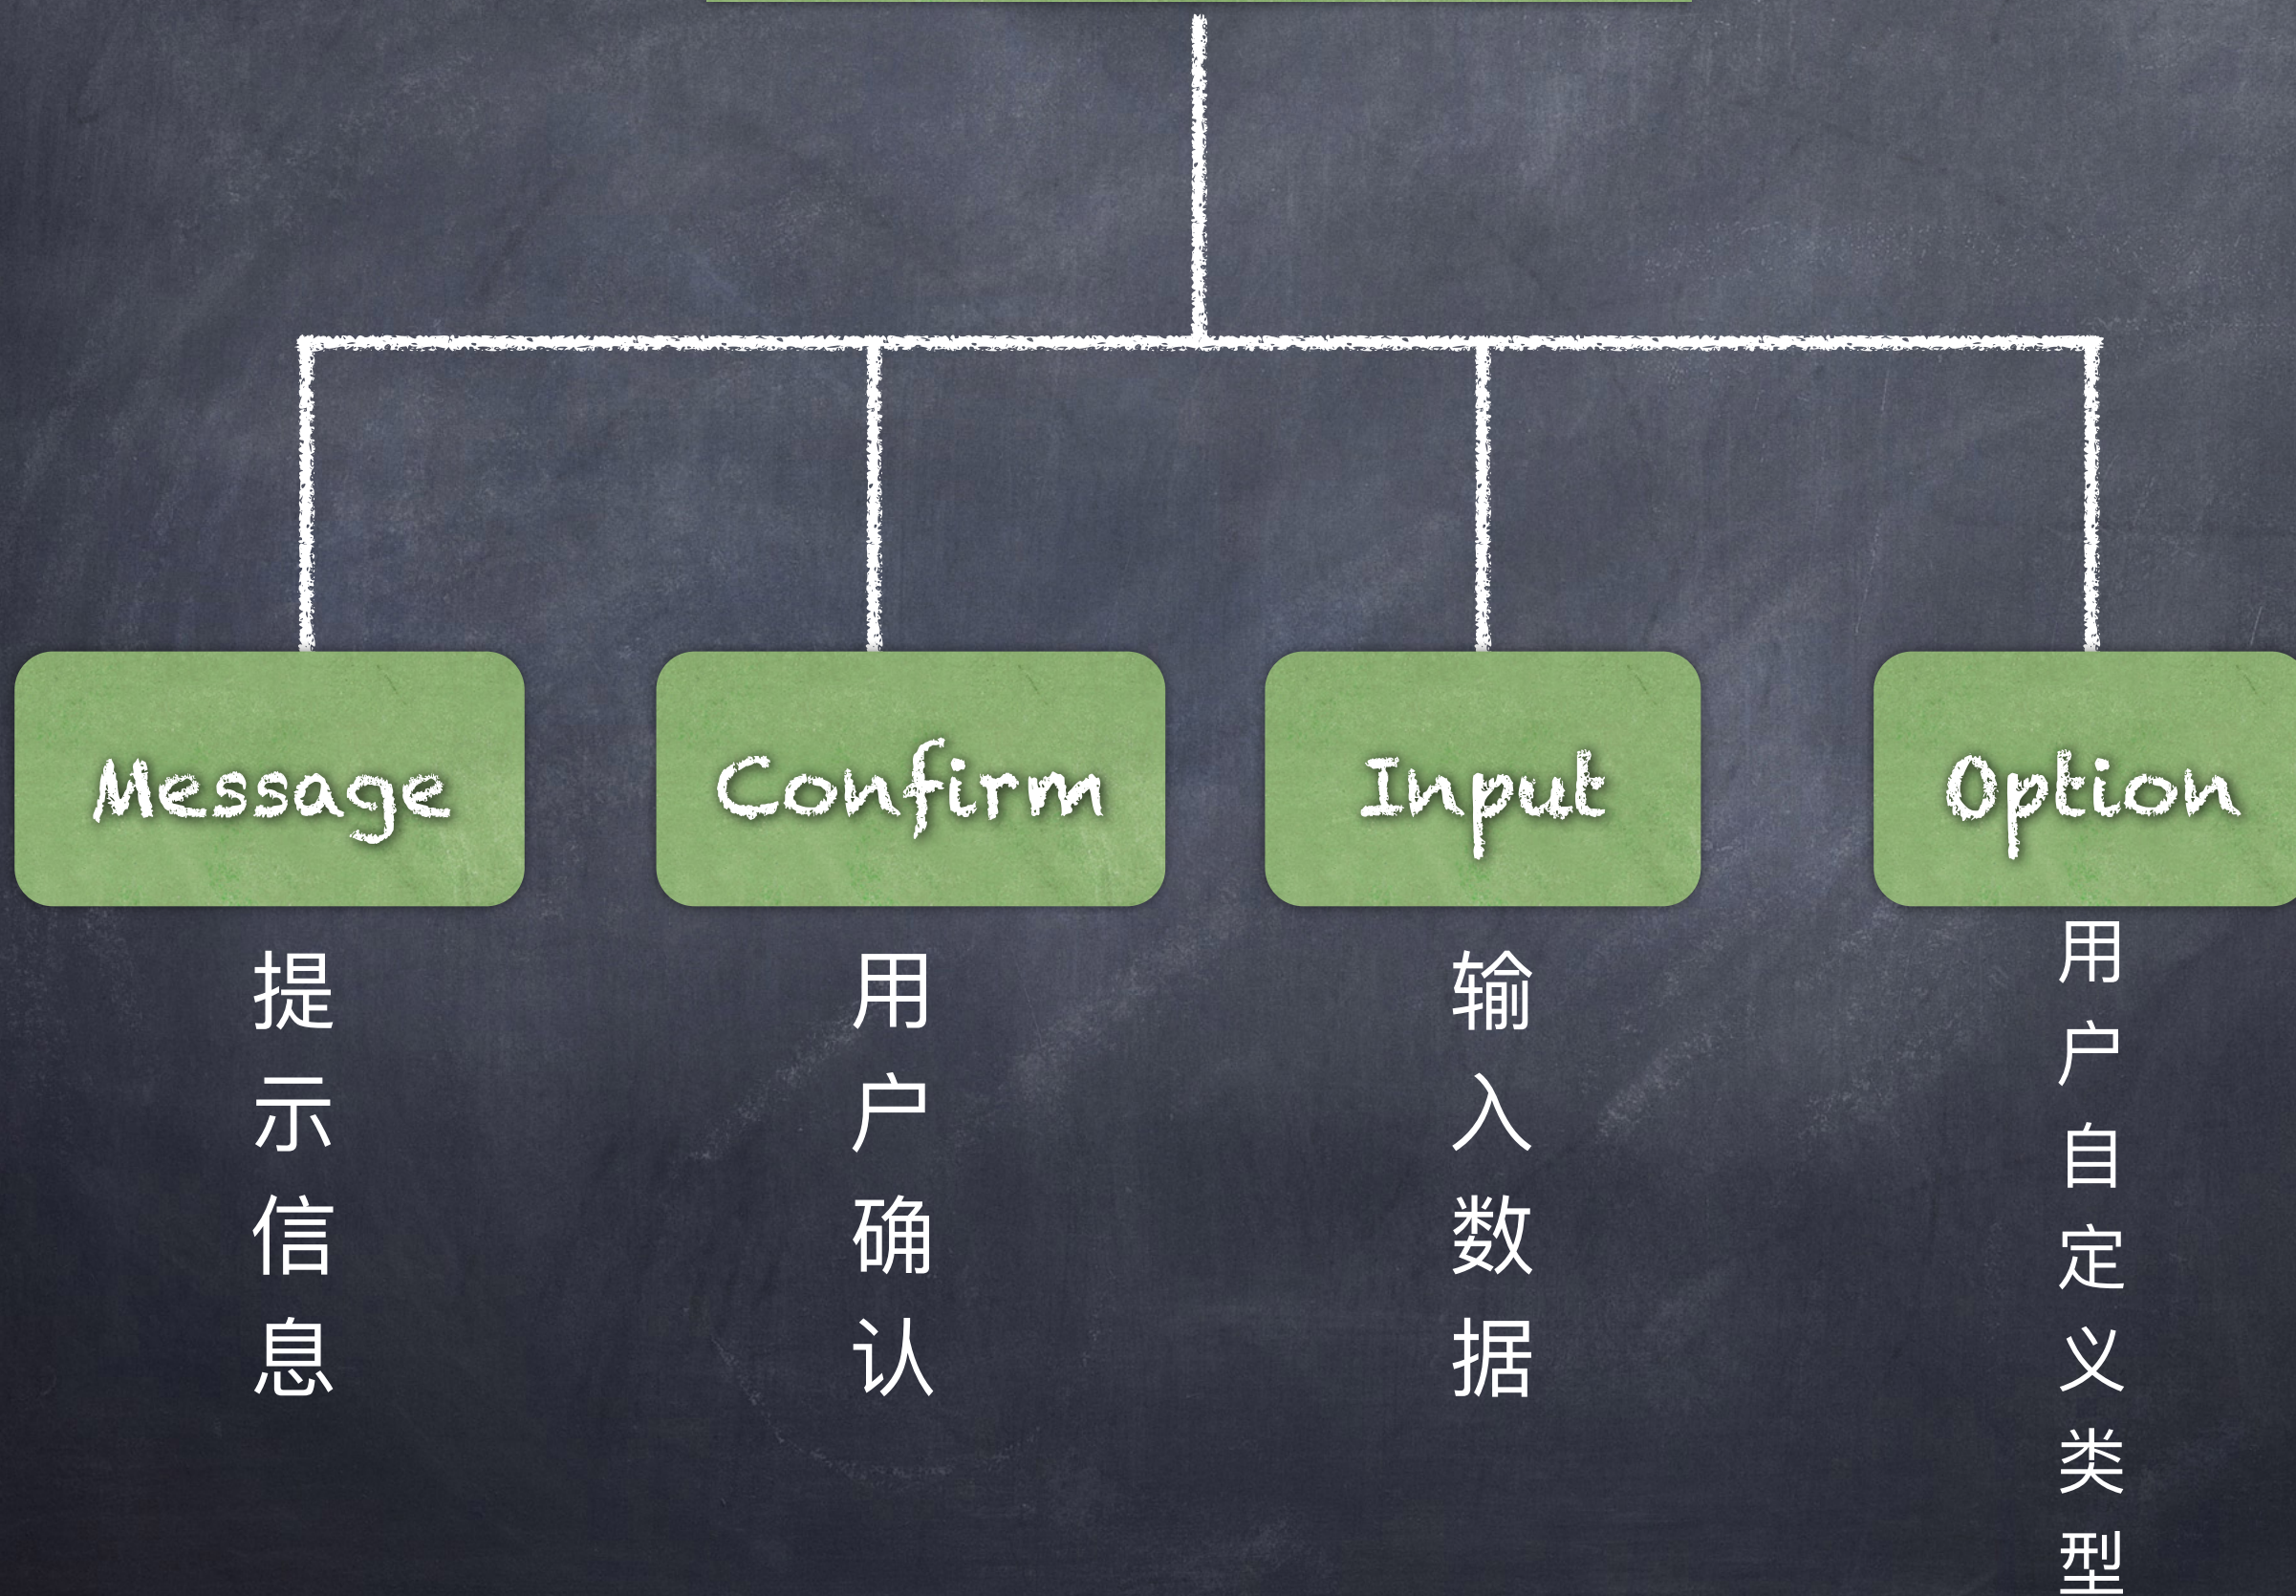 Message
Confirm
Input
Option
提示信息
用户确认
输入数据
用户自定义类型